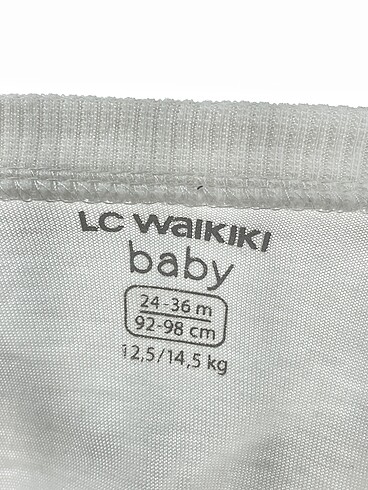 LC WAIKIKI
baby
24-36 m
92-98 cm
12,5/14,5 kg